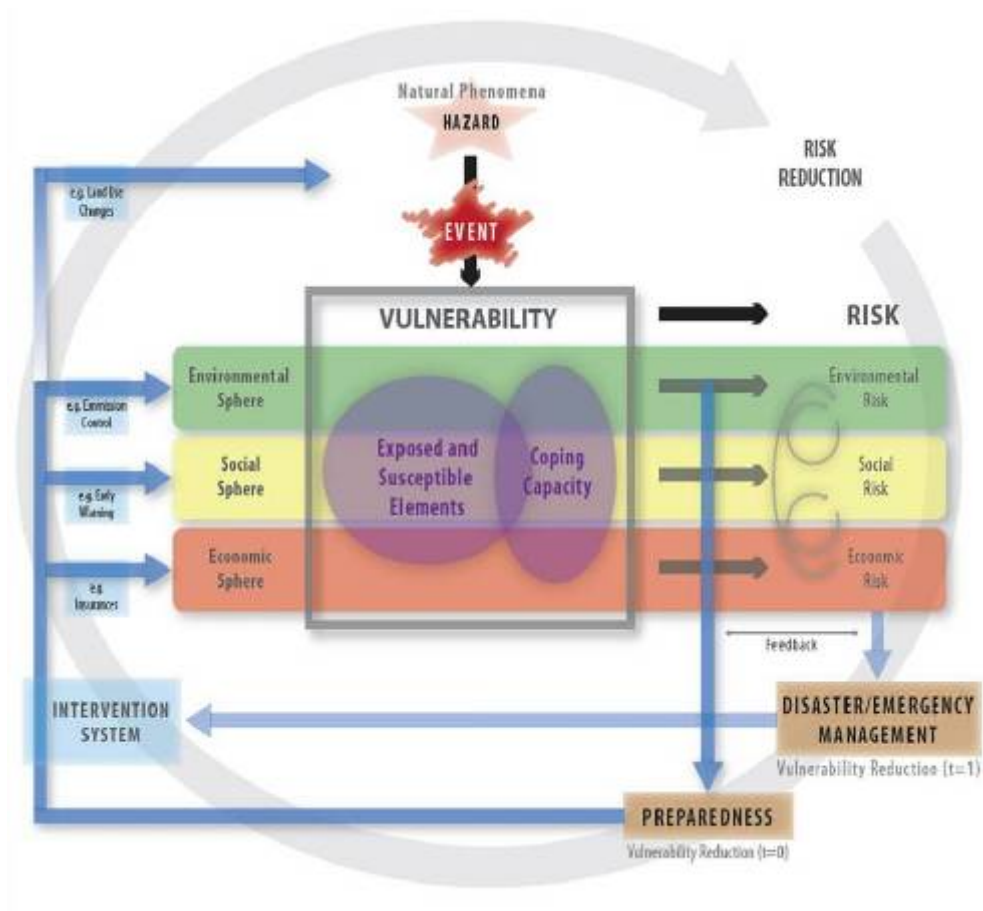 Natural Phenomena
HAZARD
RISK
REDUCTION
e.g. Land Use
Changes
EVENT
VULNERABILITY
RISK
Environmental
Sphere
Environmental
Risk
e.g. Emmission
Control
Exposed and
Susceptible
Elements
Coping
Capacity
Social
Sphere
Social
Risk
e.g. Early
Warning
Economic
Sphere
Economic
Risk
e.g.
Insurances
Feedback
INTERVENTION
SYSTEM
DISASTER/EMERGENCY
MANAGEMENT
Vulnerability Reduction (t=1)
PREPAREDNESS
Vulnerability Reduction (t=0)